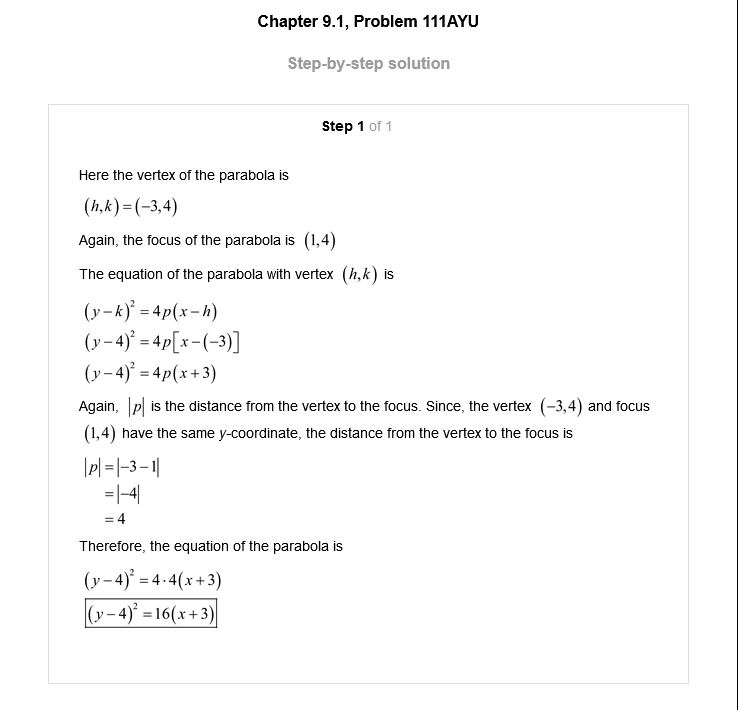 Chapter 9.1, Problem 111AYU
Step-by-step solution
Step 1 of 1
Here the vertex of the parabola is
(h,k)=(−3,4)
Again, the focus of the parabola is (1,4)
The equation of the parabola with vertex (h,k) is
(y−k)²=4p(x−h)
(y−4)²=4p[x−(−3)]
(y−4)²=4p(x+3)
Again, |p| is the distance from the vertex to the focus. Since, the vertex (−3,4) and focus
(1,4) have the same y-coordinate, the distance from the vertex to the focus is
|p|=|−3−1|
=|−4|
=4
Therefore, the equation of the parabola is
(y−4)²=4·4(x+3)
(y−4)²=16(x+3)